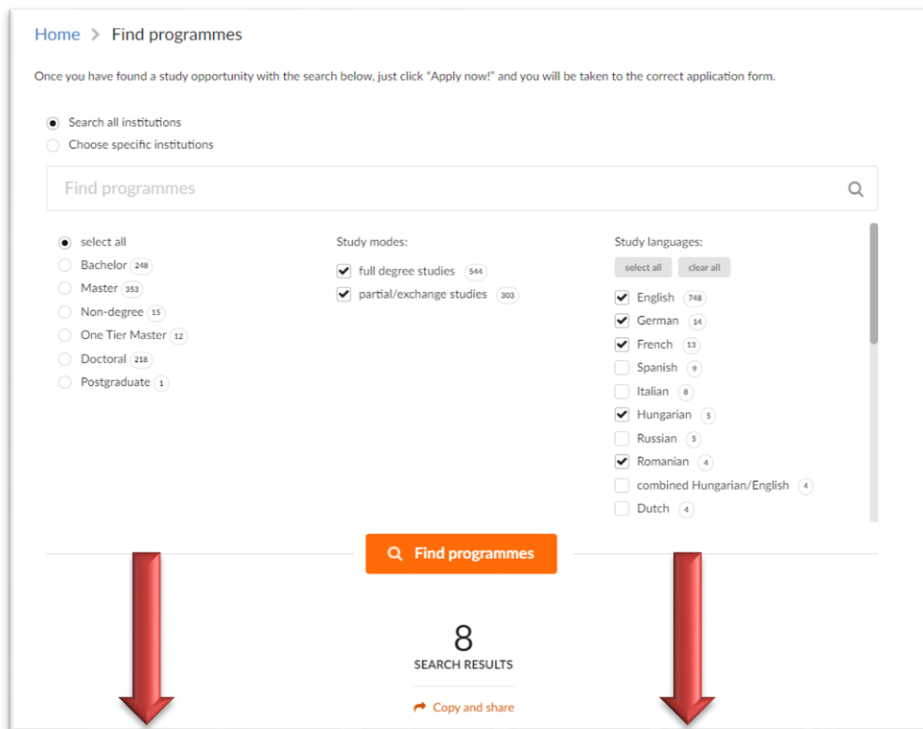 Home > Find programmes
Once you have found a study opportunity with the search below, just click “Apply now!” and you will be taken to the correct application form.
Search all institutions
Choose specific institutions
Find programmes
select all
Bachelor 248
Master 353
Non-degree 15
One Tier Master 12
Doctoral 218
Postgraduate 1
Study modes:
full degree studies 544
partial/exchange studies 303
Study languages:
select all clear all
English 748
German 14
French 13
Spanish 9
Italian 8
Hungarian 5
Russian 5
Romanian 4
combined Hungarian/English 4
Dutch 4
Find programmes
8
SEARCH RESULTS
Copy and share